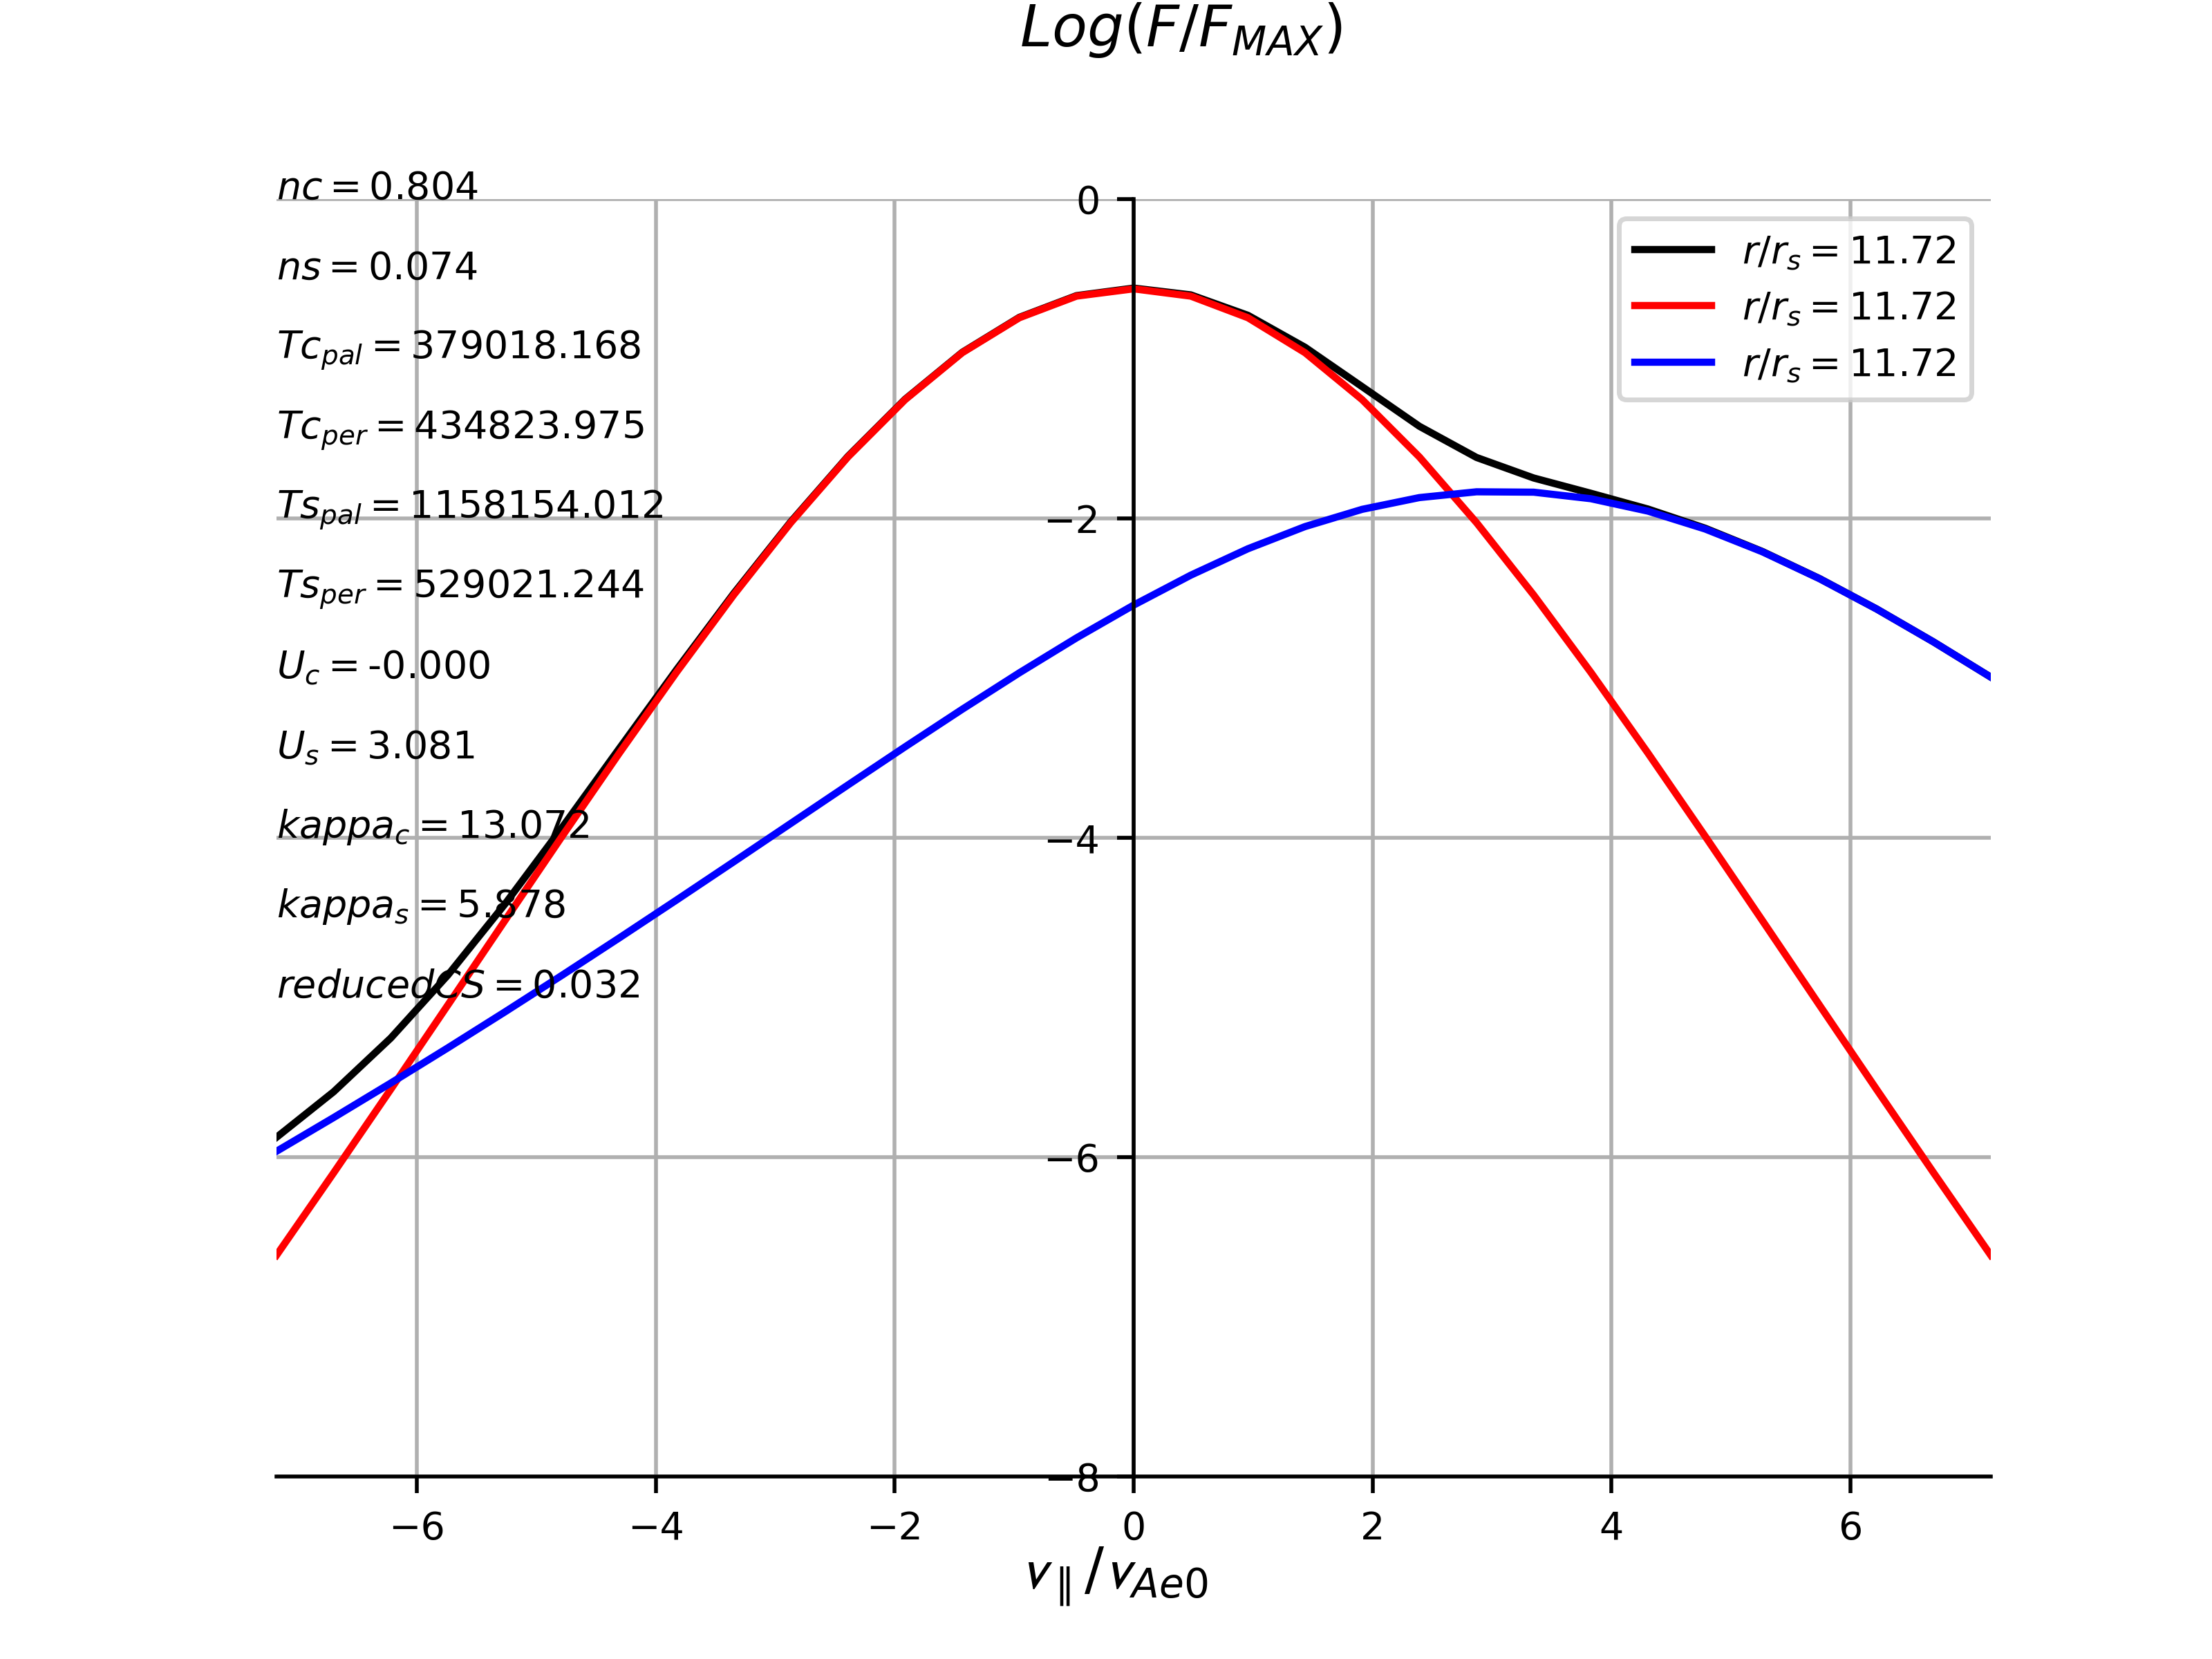 Log(F/F_MAX)
nc = 0.804
ns = 0.074
Tc_pal = 379018.168
Tc_per = 434823.975
Ts_pal = 1158154.012
Ts_per = 529021.244
U_c = -0.000
U_s = 3.081
kappa_c = 13.072
kappa_s = 5.878
reducedCS = 0.032
r/r_s = 11.72
r/r_s = 11.72
r/r_s = 11.72
0
−2
−4
−6
−8
−6 −4 −2 0 2 4 6
v_∥/v_Ae0